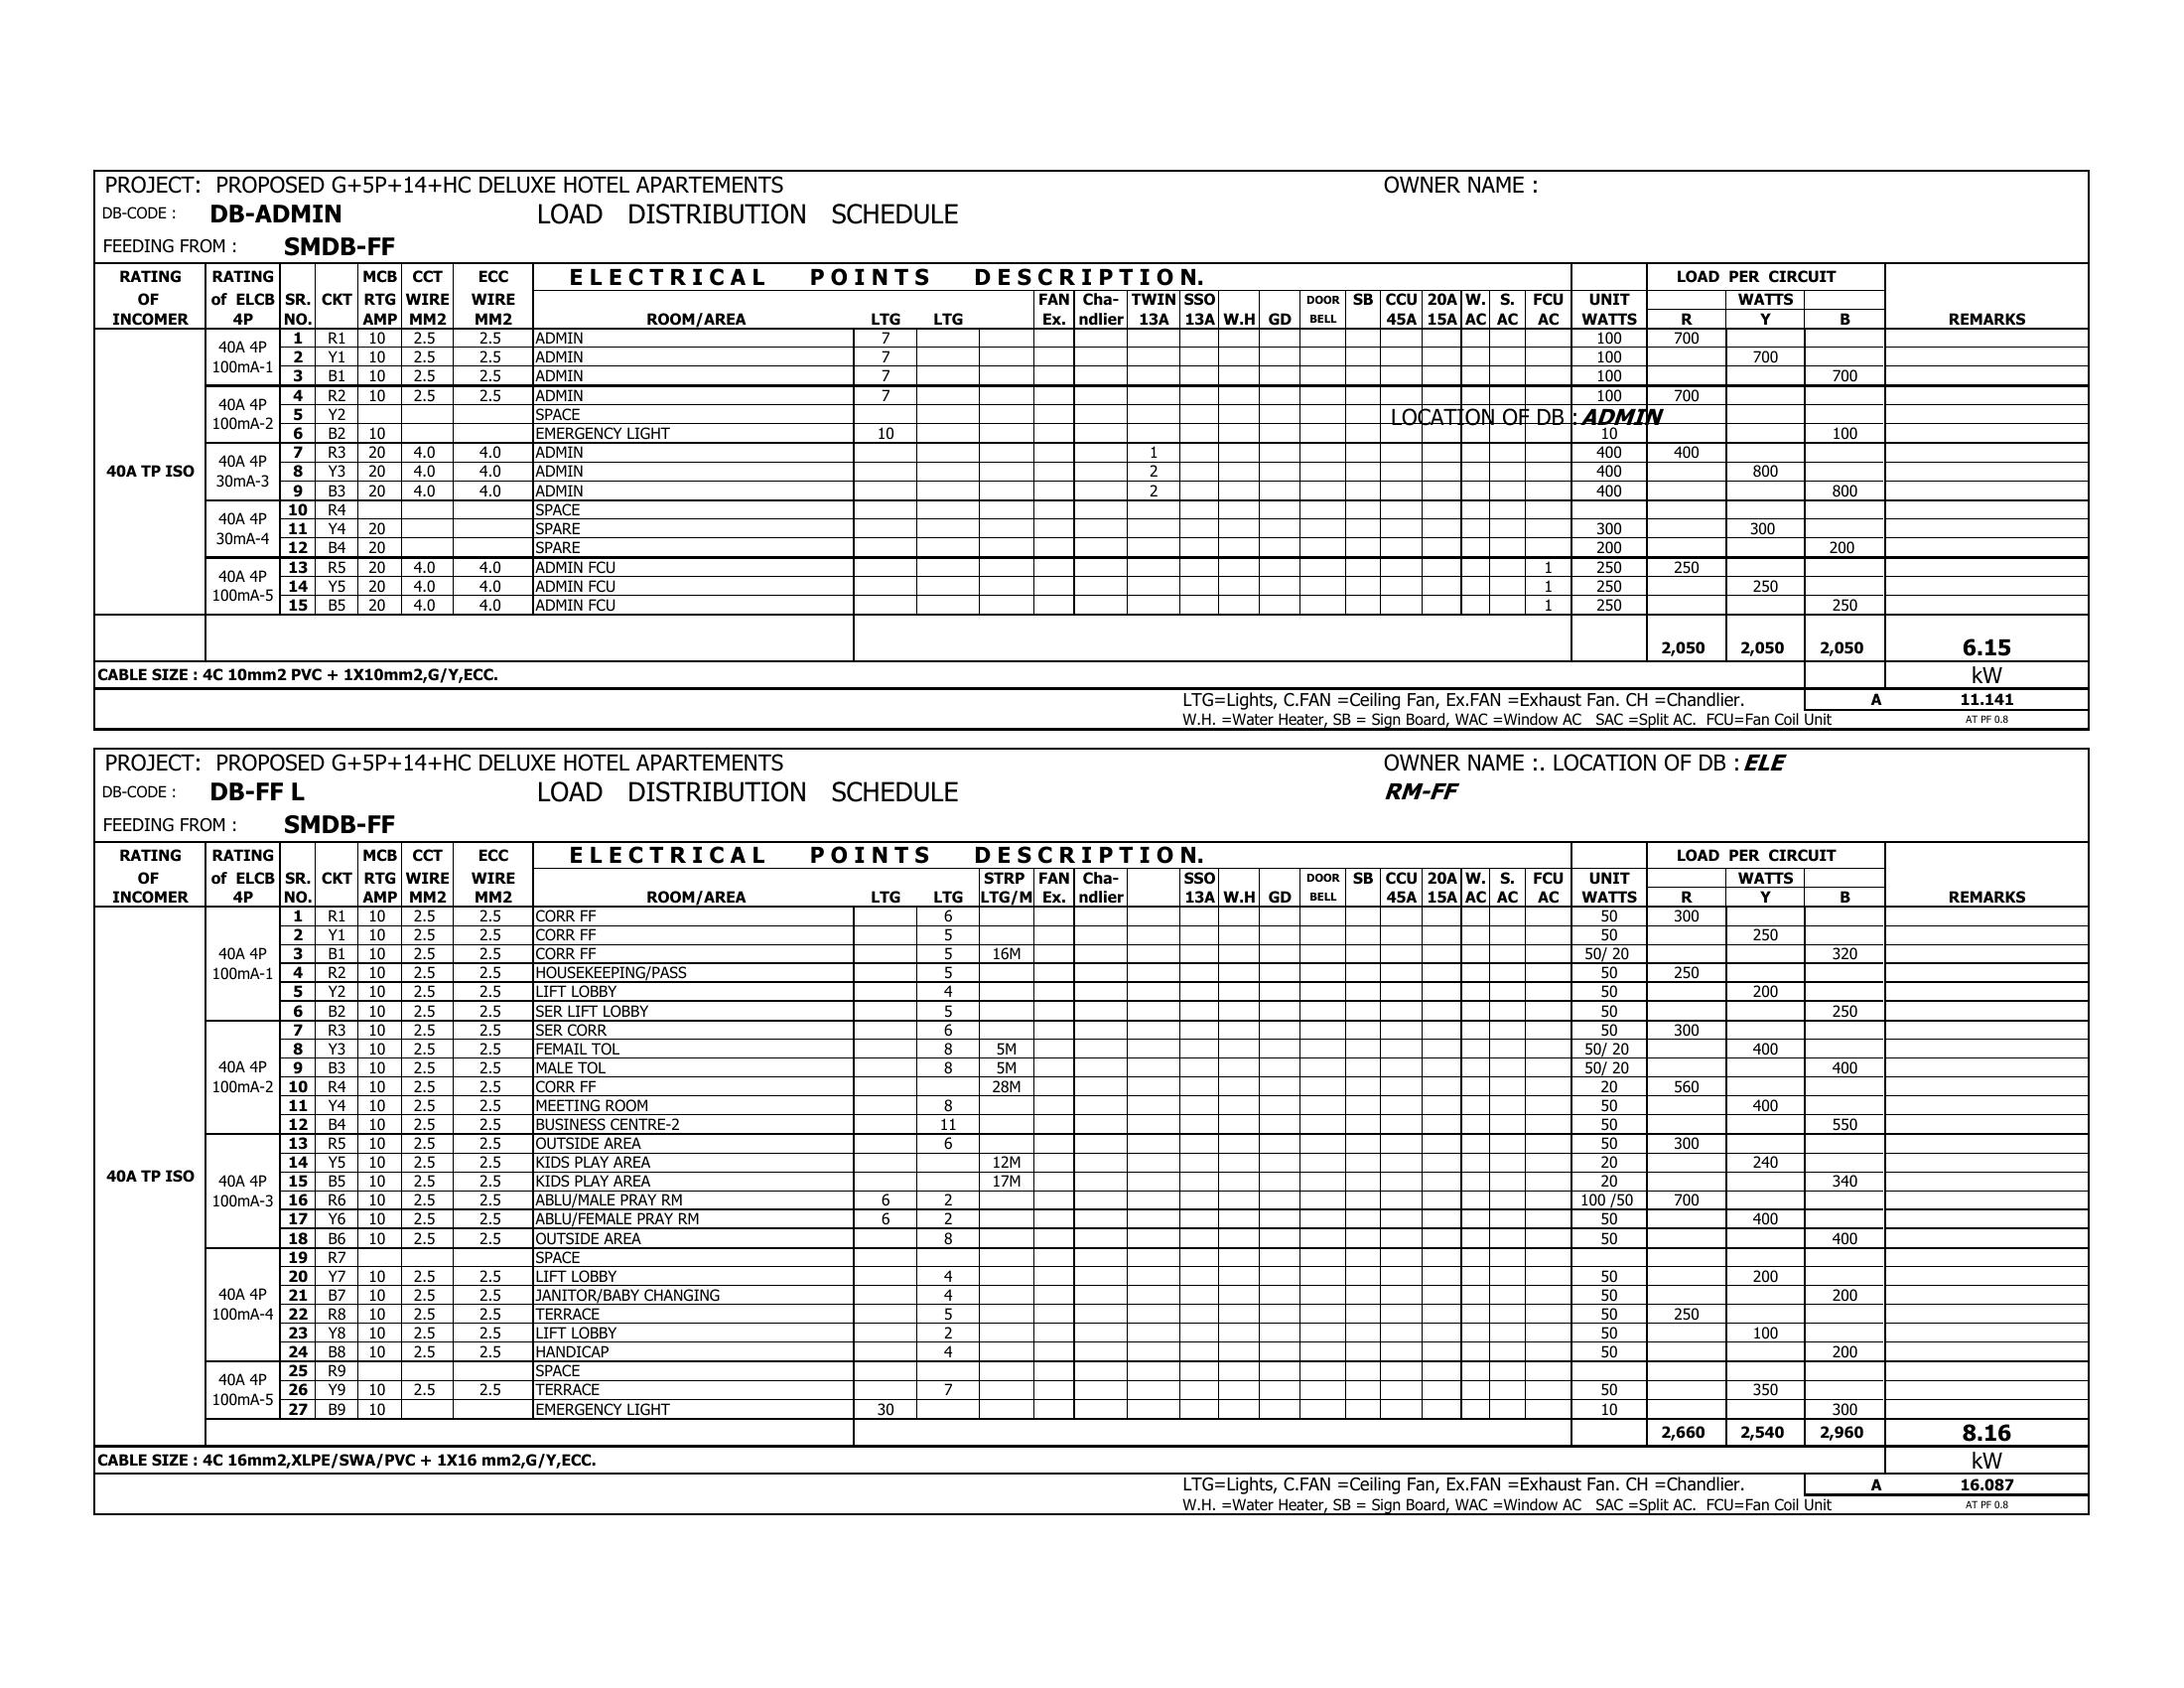 PROJECT: PROPOSED G+5P+14+HC DELUXE HOTEL APARTEMENTS OWNER NAME :
DB-CODE : DB-ADMIN LOAD DISTRIBUTION SCHEDULE
FEEDING FROM : SMDB-FF
RATING RATING MCB CCT ECC ELECTRICAL POINTS DESCRIPTION. LOAD PER CIRCUIT
OF of ELCB SR. CKT RTG WIRE WIRE FAN Cha- TWIN SSO DOOR SB CCU 20A W. S. FCU UNIT WATTS
INCOMER 4P NO. AMP MM2 MM2 ROOM/AREA LTG LTG Ex. ndlier 13A 13A W.H GD BELL 45A 15A AC AC AC WATTS R Y B REMARKS
40A TP ISO
40A 4P 100mA-1
1 R1 10 2.5 2.5 ADMIN 7 100 700
2 Y1 10 2.5 2.5 ADMIN 7 100 700
3 B1 10 2.5 2.5 ADMIN 7 100 700
40A 4P 100mA-2
4 R2 10 2.5 2.5 ADMIN 7 100 700
5 Y2 SPACE LOCATION OF DB : ADMIN
6 B2 10 EMERGENCY LIGHT 10 10 100
40A 4P 30mA-3
7 R3 20 4.0 4.0 ADMIN 1 400 400
8 Y3 20 4.0 4.0 ADMIN 2 400 800
9 B3 20 4.0 4.0 ADMIN 2 400 800
40A 4P 30mA-4
10 R4 SPACE
11 Y4 20 SPARE 300 300
12 B4 20 SPARE 200 200
40A 4P 100mA-5
13 R5 20 4.0 4.0 ADMIN FCU 1 250 250
14 Y5 20 4.0 4.0 ADMIN FCU 1 250 250
15 B5 20 4.0 4.0 ADMIN FCU 1 250 250
2,050 2,050 2,050 6.15
CABLE SIZE : 4C 10mm2 PVC + 1X10mm2,G/Y,ECC. kW
LTG=Lights, C.FAN =Ceiling Fan, Ex.FAN =Exhaust Fan. CH =Chandlier. A 11.141
W.H. =Water Heater, SB = Sign Board, WAC =Window AC SAC =Split AC. FCU=Fan Coil Unit AT PF 0.8
PROJECT: PROPOSED G+5P+14+HC DELUXE HOTEL APARTEMENTS OWNER NAME :. LOCATION OF DB : ELE
DB-CODE : DB-FF L LOAD DISTRIBUTION SCHEDULE RM-FF
FEEDING FROM : SMDB-FF
RATING RATING MCB CCT ECC ELECTRICAL POINTS DESCRIPTION. LOAD PER CIRCUIT
OF of ELCB SR. CKT RTG WIRE WIRE STRP FAN Cha- SSO DOOR SB CCU 20A W. S. FCU UNIT WATTS
INCOMER 4P NO. AMP MM2 MM2 ROOM/AREA LTG LTG LTG/M Ex. ndlier 13A W.H GD BELL 45A 15A AC AC AC WATTS R Y B REMARKS
40A TP ISO
40A 4P 100mA-1
1 R1 10 2.5 2.5 CORR FF 6 50 300
2 Y1 10 2.5 2.5 CORR FF 5 50 250
3 B1 10 2.5 2.5 CORR FF 5 16M 50/ 20 320
4 R2 10 2.5 2.5 HOUSEKEEPING/PASS 5 50 250
5 Y2 10 2.5 2.5 LIFT LOBBY 4 50 200
6 B2 10 2.5 2.5 SER LIFT LOBBY 5 50 250
40A 4P 100mA-2
7 R3 10 2.5 2.5 SER CORR 6 50 300
8 Y3 10 2.5 2.5 FEMAIL TOL 8 5M 50/ 20 400
9 B3 10 2.5 2.5 MALE TOL 8 5M 50/ 20 400
10 R4 10 2.5 2.5 CORR FF 28M 20 560
11 Y4 10 2.5 2.5 MEETING ROOM 8 50 400
12 B4 10 2.5 2.5 BUSINESS CENTRE-2 11 50 550
40A 4P 100mA-3
13 R5 10 2.5 2.5 OUTSIDE AREA 6 50 300
14 Y5 10 2.5 2.5 KIDS PLAY AREA 12M 20 240
15 B5 10 2.5 2.5 KIDS PLAY AREA 17M 20 340
16 R6 10 2.5 2.5 ABLU/MALE PRAY RM 6 2 100 /50 700
17 Y6 10 2.5 2.5 ABLU/FEMALE PRAY RM 6 2 50 400
18 B6 10 2.5 2.5 OUTSIDE AREA 8 50 400
40A 4P 100mA-4
19 R7 SPACE
20 Y7 10 2.5 2.5 LIFT LOBBY 4 50 200
21 B7 10 2.5 2.5 JANITOR/BABY CHANGING 4 50 200
22 R8 10 2.5 2.5 TERRACE 5 50 250
23 Y8 10 2.5 2.5 LIFT LOBBY 2 50 100
24 B8 10 2.5 2.5 HANDICAP 4 50 200
40A 4P 100mA-5
25 R9 SPACE
26 Y9 10 2.5 2.5 TERRACE 7 50 350
27 B9 10 EMERGENCY LIGHT 30 10 300
2,660 2,540 2,960 8.16
CABLE SIZE : 4C 16mm2,XLPE/SWA/PVC + 1X16 mm2,G/Y,ECC. kW
LTG=Lights, C.FAN =Ceiling Fan, Ex.FAN =Exhaust Fan. CH =Chandlier. A 16.087
W.H. =Water Heater, SB = Sign Board, WAC =Window AC SAC =Split AC. FCU=Fan Coil Unit AT PF 0.8